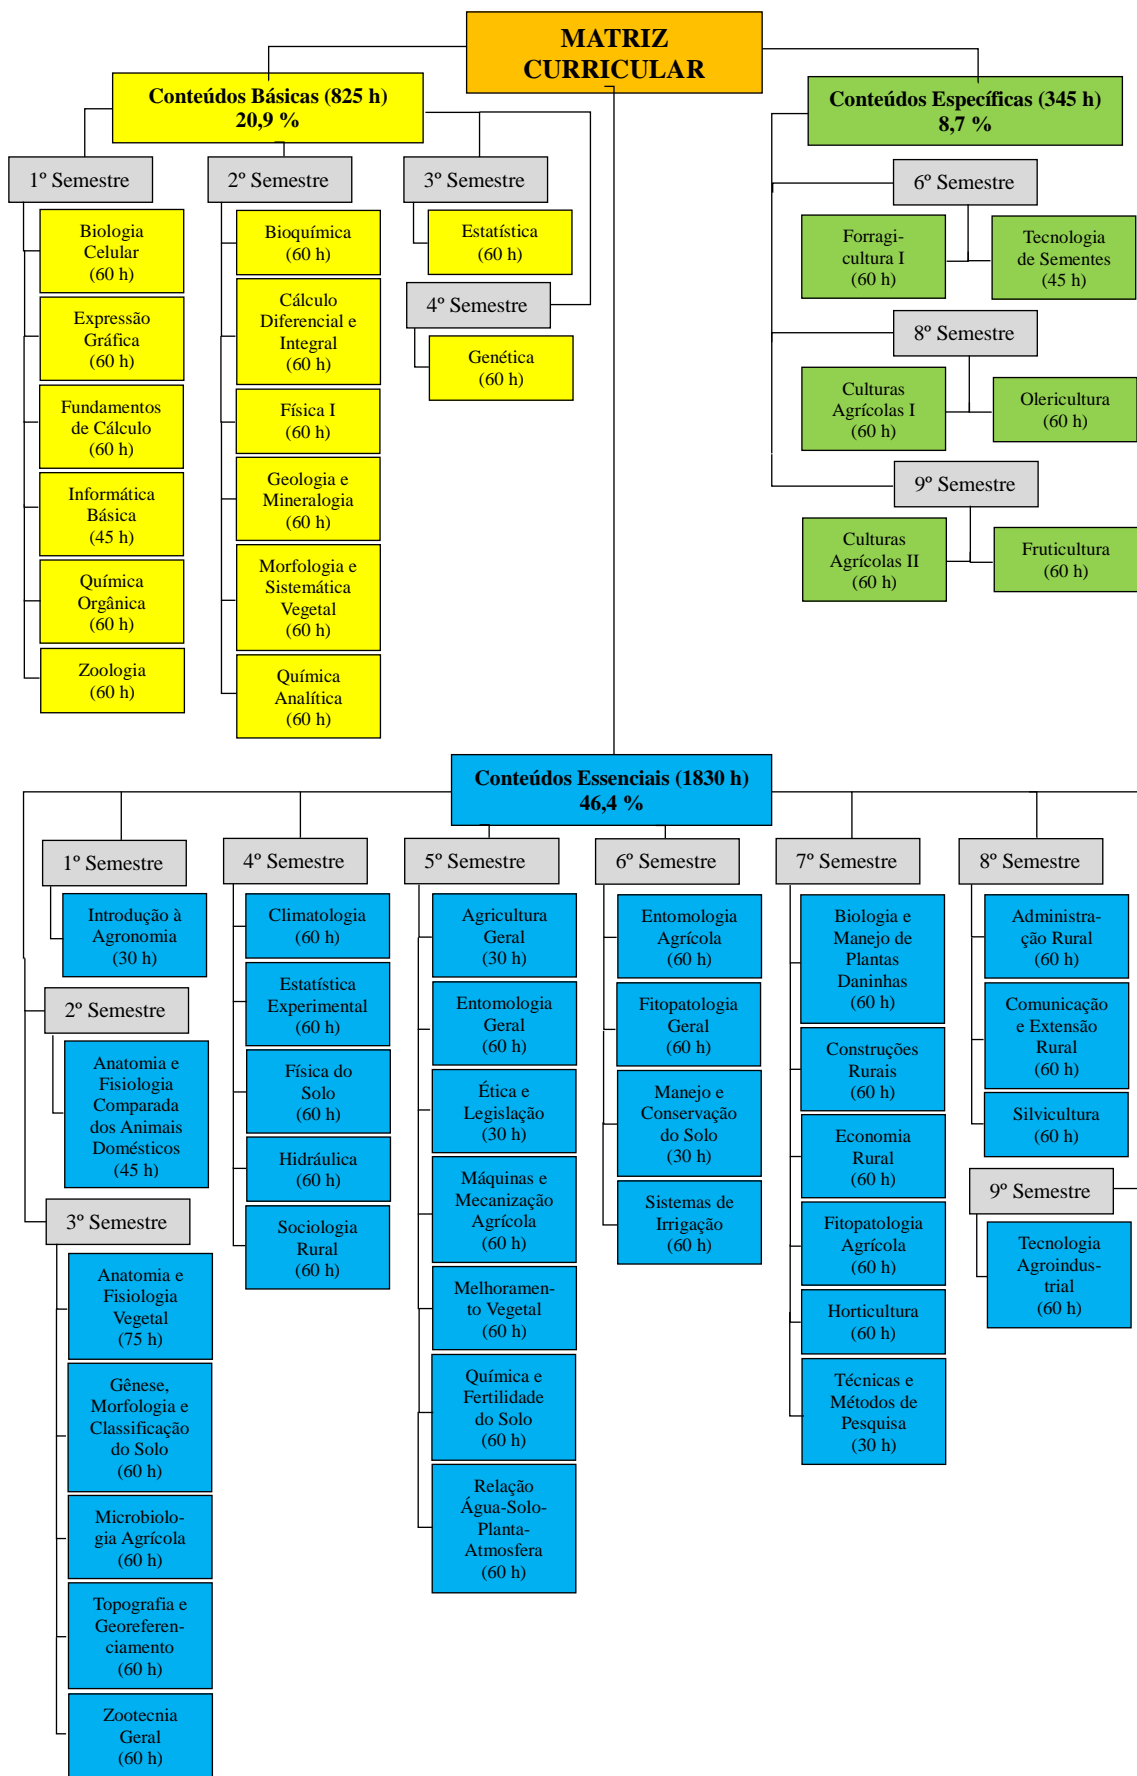 MATRIZ
CURRICULAR
Conteúdos Básicas (825 h)
20,9 %
1º Semestre
Biologia
Celular
(60 h)
Expressão
Gráfica
(60 h)
Fundamentos
de Cálculo
(60 h)
Informática
Básica
(45 h)
Química
Orgânica
(60 h)
Zoologia
(60 h)
2º Semestre
Bioquímica
(60 h)
Cálculo
Diferencial e
Integral
(60 h)
Física I
(60 h)
Geologia e
Mineralogia
(60 h)
Morfologia e
Sistemática
Vegetal
(60 h)
Química
Analítica
(60 h)
3º Semestre
Estatística
(60 h)
4º Semestre
Genética
(60 h)
Conteúdos Específicas (345 h)
8,7 %
6º Semestre
Forragi-
cultura I
(60 h)
Tecnologia
de Sementes
(45 h)
8º Semestre
Culturas
Agrícolas I
(60 h)
Olericultura
(60 h)
9º Semestre
Culturas
Agrícolas II
(60 h)
Fruticultura
(60 h)
Conteúdos Essenciais (1830 h)
46,4 %
1º Semestre
Introdução à
Agronomia
(30 h)
2º Semestre
Anatomia e
Fisiologia
Comparada
dos Animais
Domésticos
(45 h)
3º Semestre
Anatomia e
Fisiologia
Vegetal
(75 h)
Gênese,
Morfologia e
Classificação
do Solo
(60 h)
Microbiolo-
gia Agrícola
(60 h)
Topografia e
Georeferen-
ciamento
(60 h)
Zootecnia
Geral
(60 h)
4º Semestre
Climatologia
(60 h)
Estatística
Experimental
(60 h)
Física do
Solo
(60 h)
Hidráulica
(60 h)
Sociologia
Rural
(60 h)
5º Semestre
Agricultura
Geral
(30 h)
Entomologia
Geral
(60 h)
Ética e
Legislação
(30 h)
Máquinas e
Mecanização
Agrícola
(60 h)
Melhoramen-
to Vegetal
(60 h)
Química e
Fertilidade
do Solo
(60 h)
Relação
Água-Solo-
Planta-
Atmosfera
(60 h)
6º Semestre
Entomologia
Agrícola
(60 h)
Fitopatologia
Geral
(60 h)
Manejo e
Conservação
do Solo
(30 h)
Sistemas de
Irrigação
(60 h)
7º Semestre
Biologia e
Manejo de
Plantas
Daninhas
(60 h)
Construções
Rurais
(60 h)
Economia
Rural
(60 h)
Fitopatologia
Agrícola
(60 h)
Horticultura
(60 h)
Técnicas e
Métodos de
Pesquisa
(30 h)
8º Semestre
Administra-
ção Rural
(60 h)
Comunicação
e Extensão
Rural
(60 h)
Silvicultura
(60 h)
9º Semestre
Tecnologia
Agroindus-
trial
(60 h)